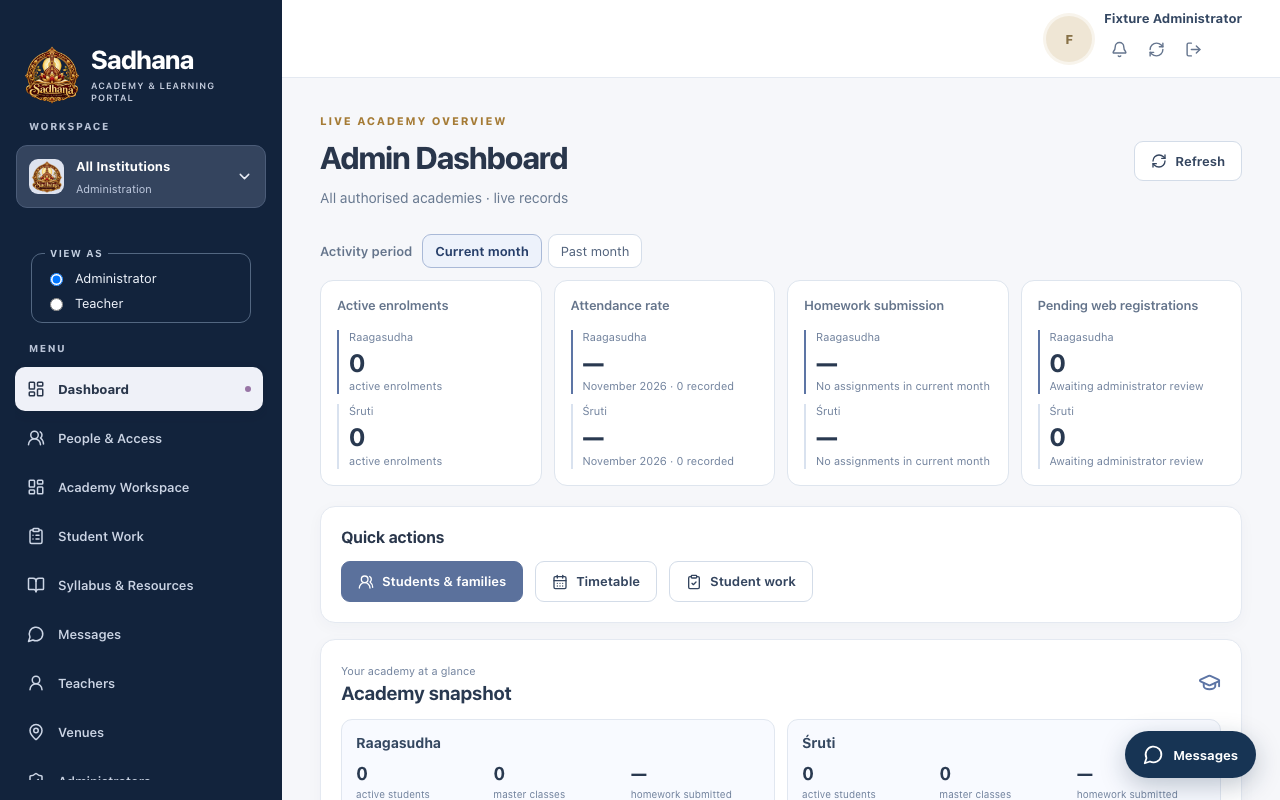 Sadhana
Sadhana
ACADEMY & LEARNING
PORTAL
WORKSPACE
All Institutions
Administration
VIEW AS
Administrator
Teacher
MENU
Dashboard
People & Access
Academy Workspace
Student Work
Syllabus & Resources
Messages
Teachers
Venues
Administrators
F
Fixture Administrator
LIVE ACADEMY OVERVIEW
Admin Dashboard
Refresh
All authorised academies · live records
Activity period
Current month
Past month
Active enrolments
Raagasudha
0
active enrolments
Śruti
0
active enrolments
Attendance rate
Raagasudha
—
November 2026 · 0 recorded
Śruti
—
November 2026 · 0 recorded
Homework submission
Raagasudha
—
No assignments in current month
Śruti
—
No assignments in current month
Pending web registrations
Raagasudha
0
Awaiting administrator review
Śruti
0
Awaiting administrator review
Quick actions
Students & families
Timetable
Student work
Your academy at a glance
Academy snapshot
Raagasudha
0 0 —
active students master classes homework submitted
Śruti
0 0 —
active students master classes homework submitted
Messages